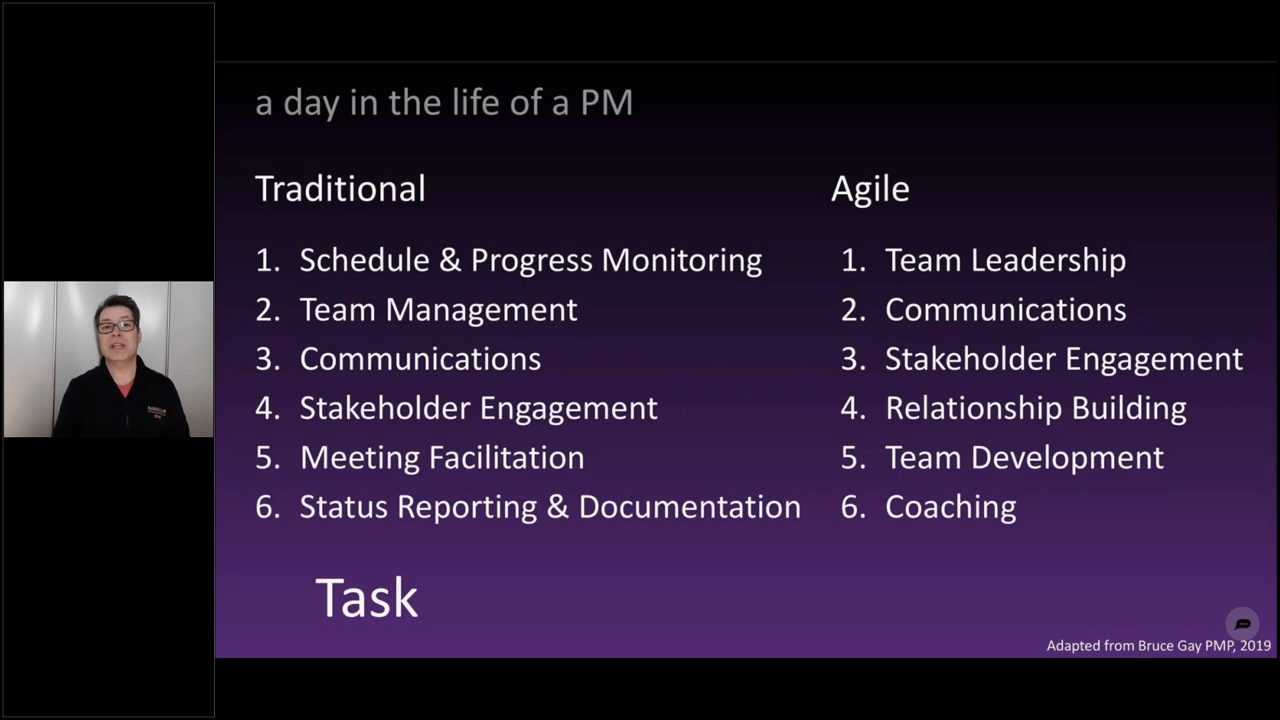 a day in the life of a PM
Traditional
1. Schedule & Progress Monitoring
2. Team Management
3. Communications
4. Stakeholder Engagement
5. Meeting Facilitation
6. Status Reporting & Documentation
Task
Agile
1. Team Leadership
2. Communications
3. Stakeholder Engagement
4. Relationship Building
5. Team Development
6. Coaching
Adapted from Bruce Gay PMP, 2019